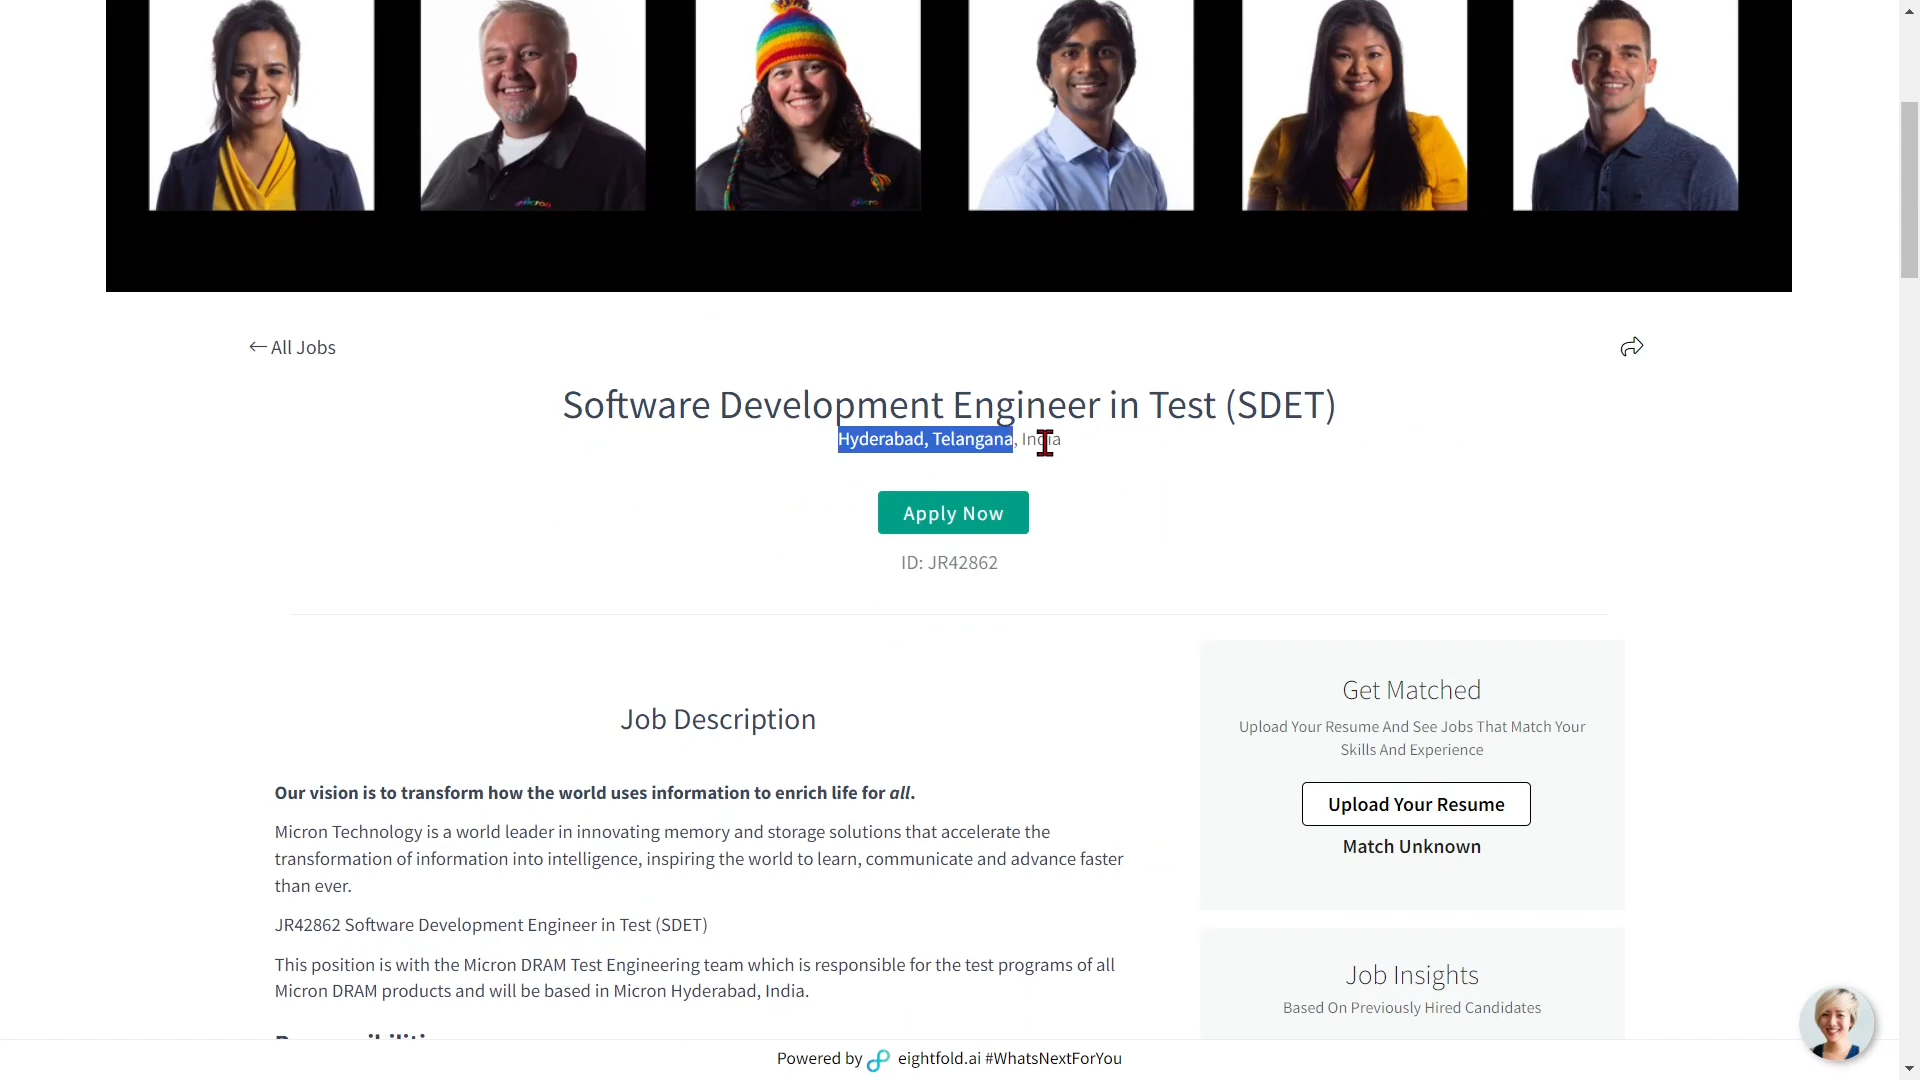 ← All Jobs
Software Development Engineer in Test (SDET)
Hyderabad, Telangana, India
Apply Now
ID: JR42862
Job Description
Our vision is to transform how the world uses information to enrich life for all.
Micron Technology is a world leader in innovating memory and storage solutions that accelerate the
transformation of information into intelligence, inspiring the world to learn, communicate and advance faster
than ever.
JR42862 Software Development Engineer in Test (SDET)
This position is with the Micron DRAM Test Engineering team which is responsible for the test programs of all
Micron DRAM products and will be based in Micron Hyderabad, India.
Get Matched
Upload Your Resume And See Jobs That Match Your
Skills And Experience
Upload Your Resume
Match Unknown
Job Insights
Based On Previously Hired Candidates
Powered by eightfold.ai #WhatsNextForYou